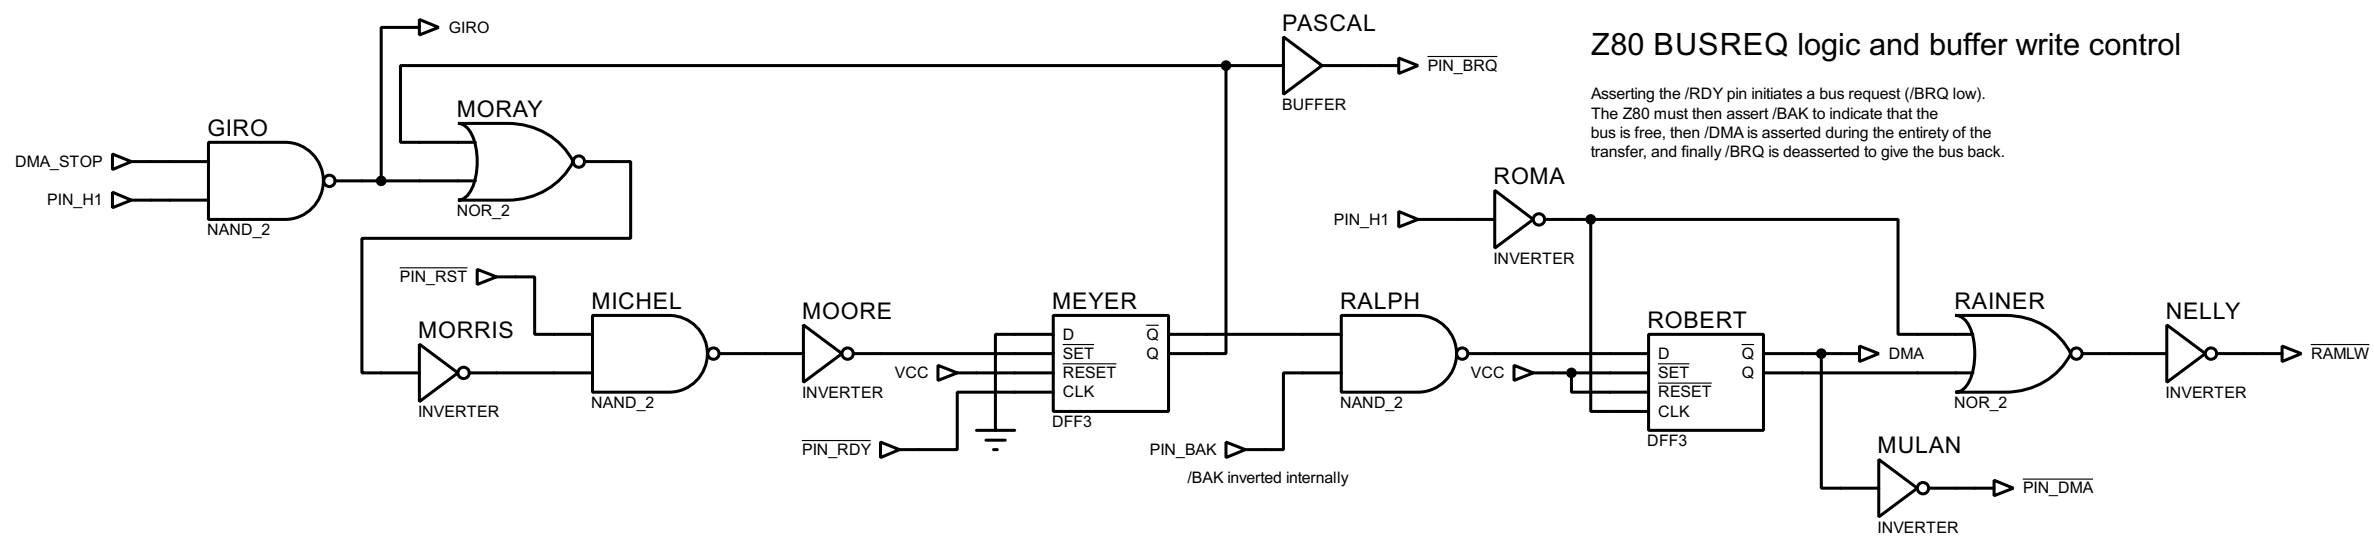 GIRO
PASCAL
PIN_BRQ
BUFFER
Z80 BUSREQ logic and buffer write control
Asserting the /RDY pin initiates a bus request (/BRQ low).
The Z80 must then assert /BAK to indicate that the
bus is free, then /DMA is asserted during the entirety of the
transfer, and finally /BRQ is deasserted to give the bus back.
MORAY
NOR_2
GIRO
DMA_STOP
PIN_H1
NAND_2
ROMA
PIN_H1
INVERTER
PIN_RST
MORRIS
INVERTER
MICHEL
NAND_2
MOORE
INVERTER
MEYER
D
SET
RESET
CLK
Q
Q
DFF3
VCC
PIN_RDY
RALPH
NAND_2
PIN_BAK
/BAK inverted internally
ROBERT
D
SET
RESET
CLK
Q
Q
DFF3
VCC
DMA
RAINER
NOR_2
NELLY
INVERTER
RAMLW
MULAN
INVERTER
PIN_DMA